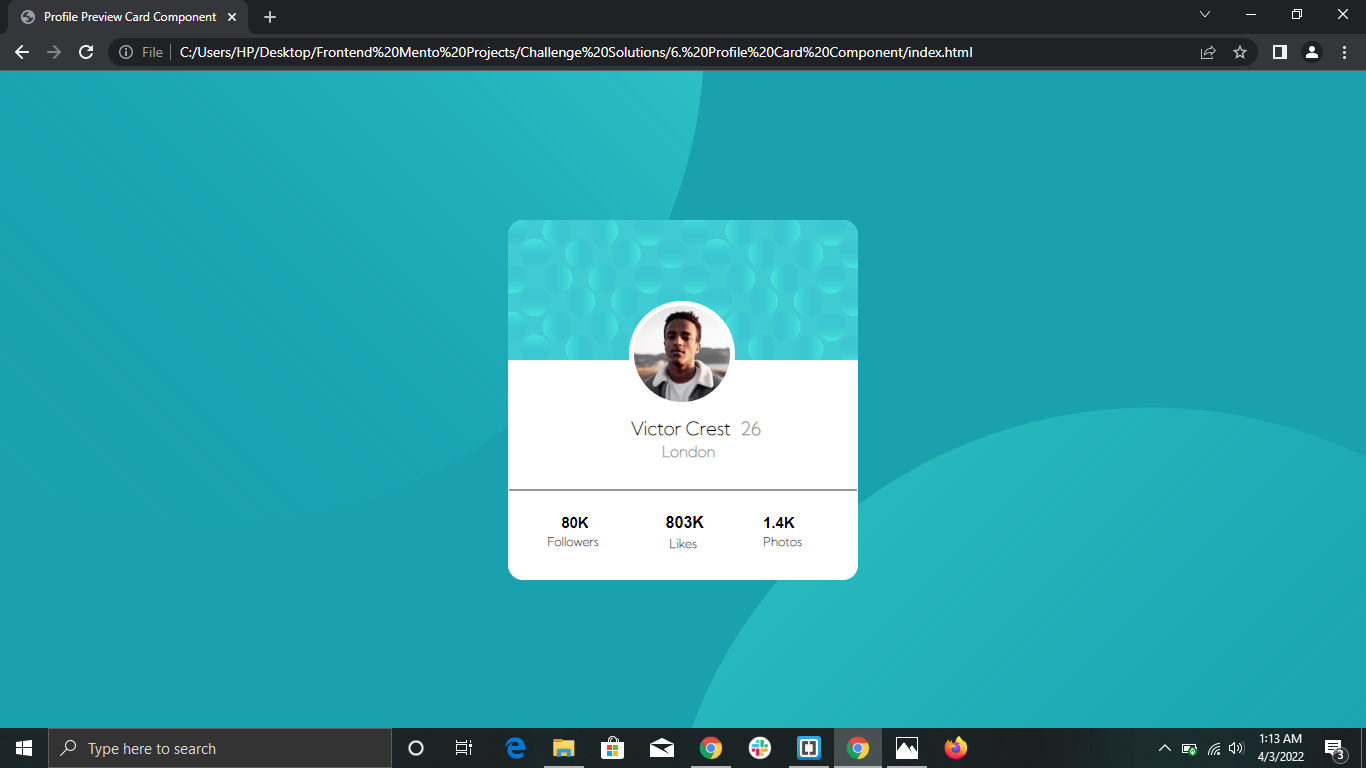 Profile Preview Card Component
File C:/Users/HP/Desktop/Frontend%20Mento%20Projects/Challenge%20Solutions/6.%20Profile%20Card%20Component/index.html
Victor Crest 26
London
80K 803K 1.4K
Followers Likes Photos
Type here to search
1:13 AM
4/3/2022
3